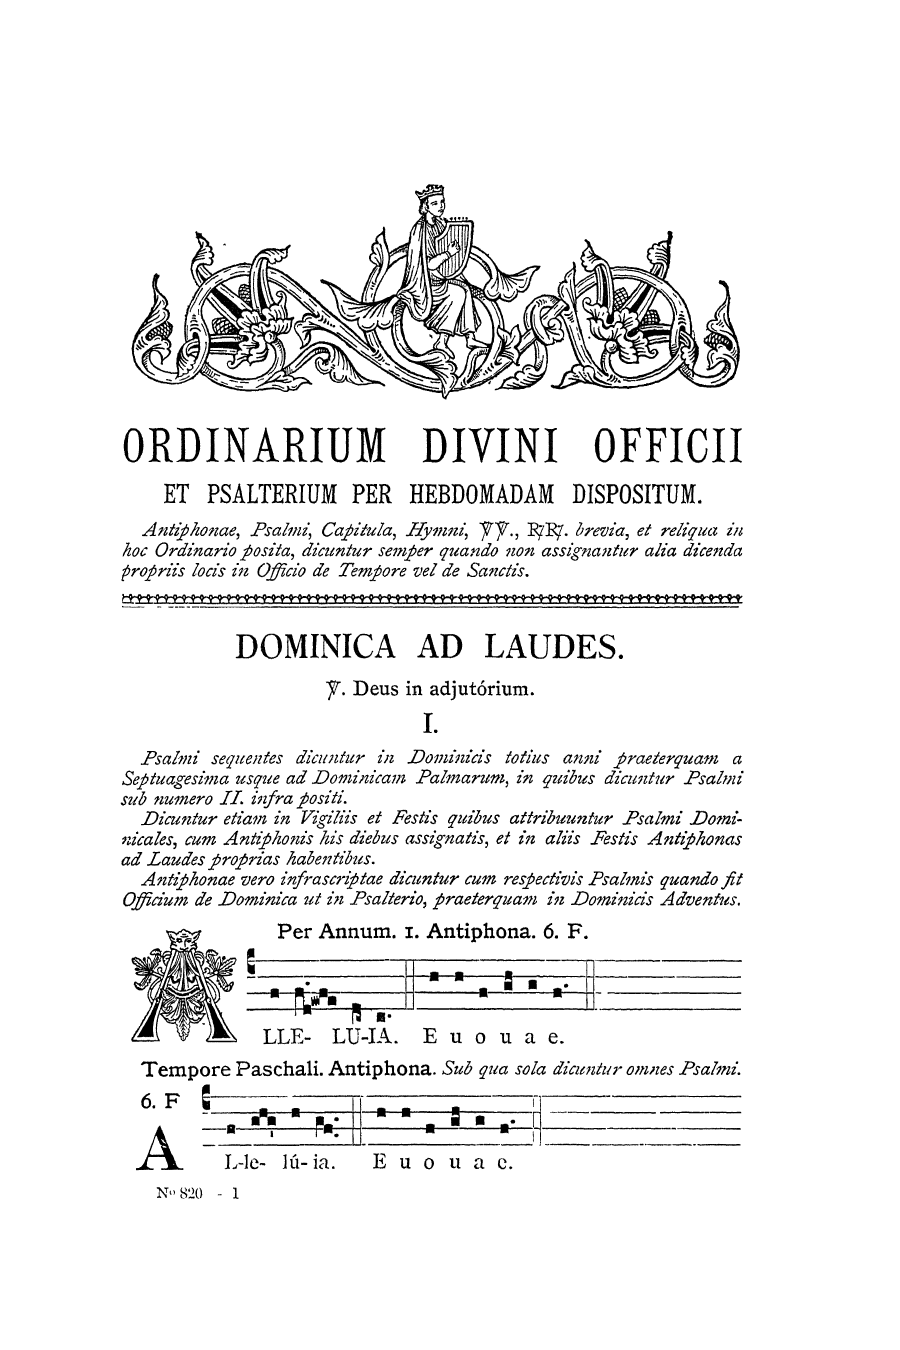 ORDINARIUM DIVINI OFFICII
ET PSALTERIUM PER HEBDOMADAM DISPOSITUM.
Antiphonae, Psalmi, Capitula, Hymni, ℣℣., ℟℟. brevia, et reliqua in
hoc Ordinario posita, dicuntur semper quando non assignantur alia dicenda
propriis locis in Officio de Tempore vel de Sanctis.
DOMINICA AD LAUDES.
℣. Deus in adjutórium.
I.
Psalmi sequentes dicuntur in Dominicis totius anni praeterquam a
Septuagesima usque ad Dominicam Palmarum, in quibus dicuntur Psalmi
sub numero II. infra positi.
Dicuntur etiam in Vigiliis et Festis quibus attribuuntur Psalmi Domi-
nicales, cum Antiphonis his diebus assignatis, et in aliis Festis Antiphonas
ad Laudes proprias habentibus.
Antiphonae vero infrascriptae dicuntur cum respectivis Psalmis quando fit
Officium de Dominica ut in Psalterio, praeterquam in Dominicis Adventus.
Per Annum. 1. Antiphona. 6. F.
ALLE- LU-IA. E u o u a e.
Tempore Paschali. Antiphona. Sub qua sola dicuntur omnes Psalmi.
6. F
AL-le- lú- ia. E u o u a e.
Nº 820 - 1